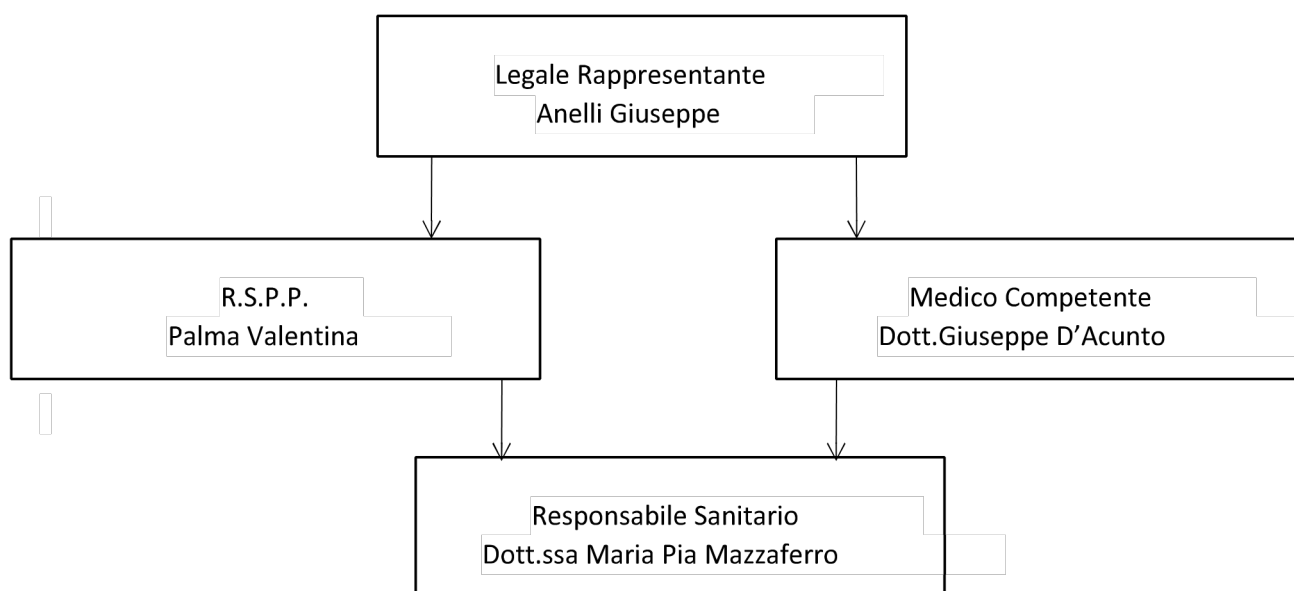 Legale Rappresentante
Anelli Giuseppe
R.S.P.P.
Palma Valentina
Medico Competente
Dott.Giuseppe D’Acunto
Responsabile Sanitario
Dott.ssa Maria Pia Mazzaferro